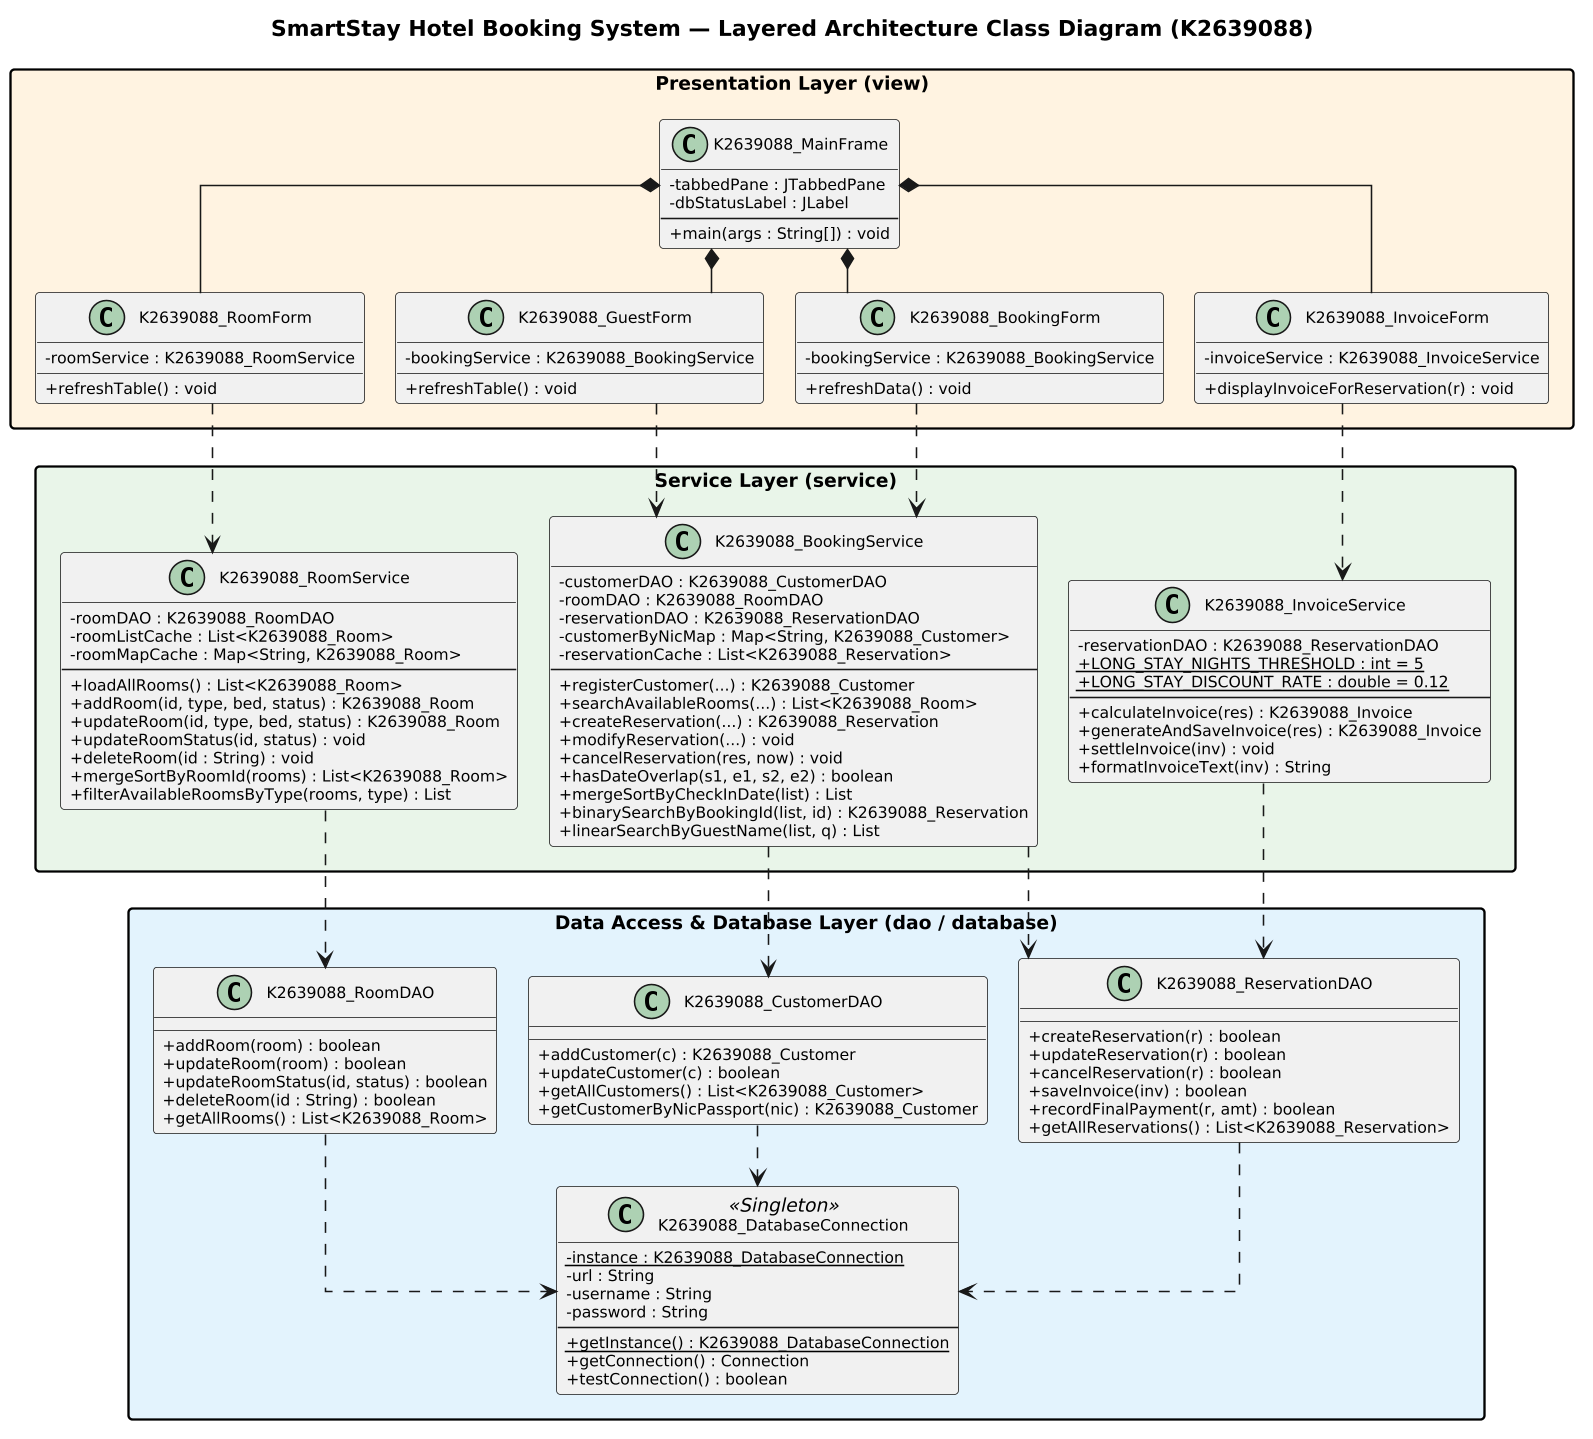 SmartStay Hotel Booking System — Layered Architecture Class Diagram (K2639088)
Presentation Layer (view)
C K2639088_MainFrame
-tabbedPane : JTabbedPane
-dbStatusLabel : JLabel
+main(args : String[]) : void
C K2639088_RoomForm
-roomService : K2639088_RoomService
+refreshTable() : void
C K2639088_GuestForm
-bookingService : K2639088_BookingService
+refreshTable() : void
C K2639088_BookingForm
-bookingService : K2639088_BookingService
+refreshData() : void
C K2639088_InvoiceForm
-invoiceService : K2639088_InvoiceService
+displayInvoiceForReservation(r) : void
Service Layer (service)
C K2639088_RoomService
-roomDAO : K2639088_RoomDAO
-roomListCache : List<K2639088_Room>
-roomMapCache : Map<String, K2639088_Room>
+loadAllRooms() : List<K2639088_Room>
+addRoom(id, type, bed, status) : K2639088_Room
+updateRoom(id, type, bed, status) : K2639088_Room
+updateRoomStatus(id, status) : void
+deleteRoom(id : String) : void
+mergeSortByRoomId(rooms) : List<K2639088_Room>
+filterAvailableRoomsByType(rooms, type) : List
C K2639088_BookingService
-customerDAO : K2639088_CustomerDAO
-roomDAO : K2639088_RoomDAO
-reservationDAO : K2639088_ReservationDAO
-customerByNicMap : Map<String, K2639088_Customer>
-reservationCache : List<K2639088_Reservation>
+registerCustomer(...) : K2639088_Customer
+searchAvailableRooms(...) : List<K2639088_Room>
+createReservation(...) : K2639088_Reservation
+modifyReservation(...) : void
+cancelReservation(res, now) : void
+hasDateOverlap(s1, e1, s2, e2) : boolean
+mergeSortByCheckInDate(list) : List
+binarySearchByBookingId(list, id) : K2639088_Reservation
+linearSearchByGuestName(list, q) : List
C K2639088_InvoiceService
-reservationDAO : K2639088_ReservationDAO
+LONG_STAY_NIGHTS_THRESHOLD : int = 5
+LONG_STAY_DISCOUNT_RATE : double = 0.12
+calculateInvoice(res) : K2639088_Invoice
+generateAndSaveInvoice(res) : K2639088_Invoice
+settleInvoice(inv) : void
+formatInvoiceText(inv) : String
Data Access & Database Layer (dao / database)
C K2639088_RoomDAO
+addRoom(room) : boolean
+updateRoom(room) : boolean
+updateRoomStatus(id, status) : boolean
+deleteRoom(id : String) : boolean
+getAllRooms() : List<K2639088_Room>
C K2639088_CustomerDAO
+addCustomer(c) : K2639088_Customer
+updateCustomer(c) : boolean
+getAllCustomers() : List<K2639088_Customer>
+getCustomerByNicPassport(nic) : K2639088_Customer
C K2639088_ReservationDAO
+createReservation(r) : boolean
+updateReservation(r) : boolean
+cancelReservation(r) : boolean
+saveInvoice(inv) : boolean
+recordFinalPayment(r, amt) : boolean
+getAllReservations() : List<K2639088_Reservation>
«Singleton»
C K2639088_DatabaseConnection
-instance : K2639088_DatabaseConnection
-url : String
-username : String
-password : String
+getInstance() : K2639088_DatabaseConnection
+getConnection() : Connection
+testConnection() : boolean